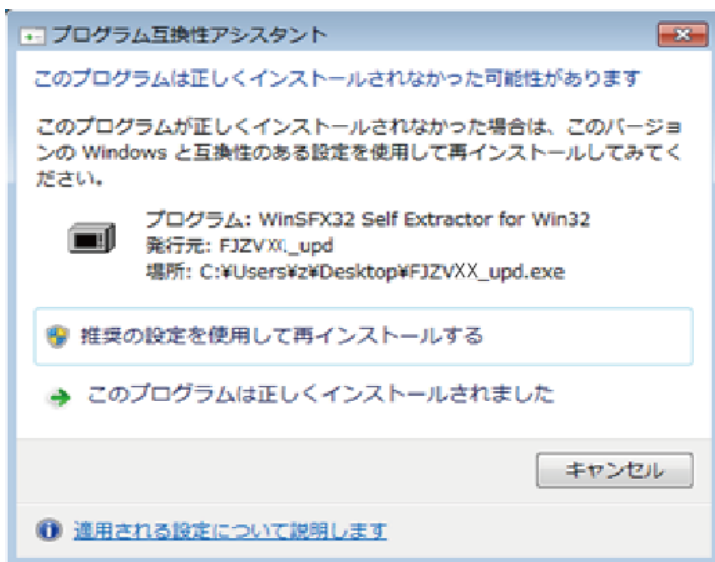 プログラム互換性アシスタント
このプログラムは正しくインストールされなかった可能性があります
このプログラムが正しくインストールされなかった場合は、このバージョ
ンの Windows と互換性のある設定を使用して再インストールしてみてく
ださい。
プログラム: WinSFX32 Self Extractor for Win32
発行元: FJZVXX_upd
場所: C:¥Users¥z¥Desktop¥FJZVXX_upd.exe
推奨の設定を使用して再インストールする
このプログラムは正しくインストールされました
キャンセル
適用される設定について説明します